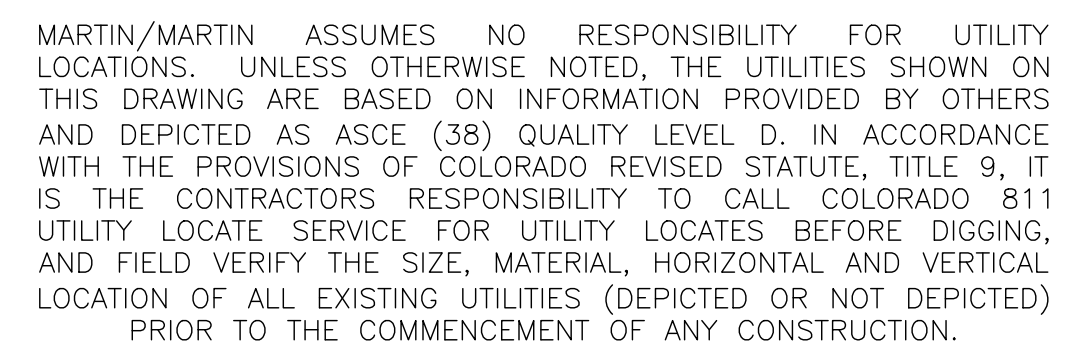 MARTIN/MARTIN ASSUMES NO RESPONSIBILITY FOR UTILITY
LOCATIONS. UNLESS OTHERWISE NOTED, THE UTILITIES SHOWN ON
THIS DRAWING ARE BASED ON INFORMATION PROVIDED BY OTHERS
AND DEPICTED AS ASCE (38) QUALITY LEVEL D. IN ACCORDANCE
WITH THE PROVISIONS OF COLORADO REVISED STATUTE, TITLE 9, IT
IS THE CONTRACTORS RESPONSIBILITY TO CALL COLORADO 811
UTILITY LOCATE SERVICE FOR UTILITY LOCATES BEFORE DIGGING,
AND FIELD VERIFY THE SIZE, MATERIAL, HORIZONTAL AND VERTICAL
LOCATION OF ALL EXISTING UTILITIES (DEPICTED OR NOT DEPICTED)
PRIOR TO THE COMMENCEMENT OF ANY CONSTRUCTION.